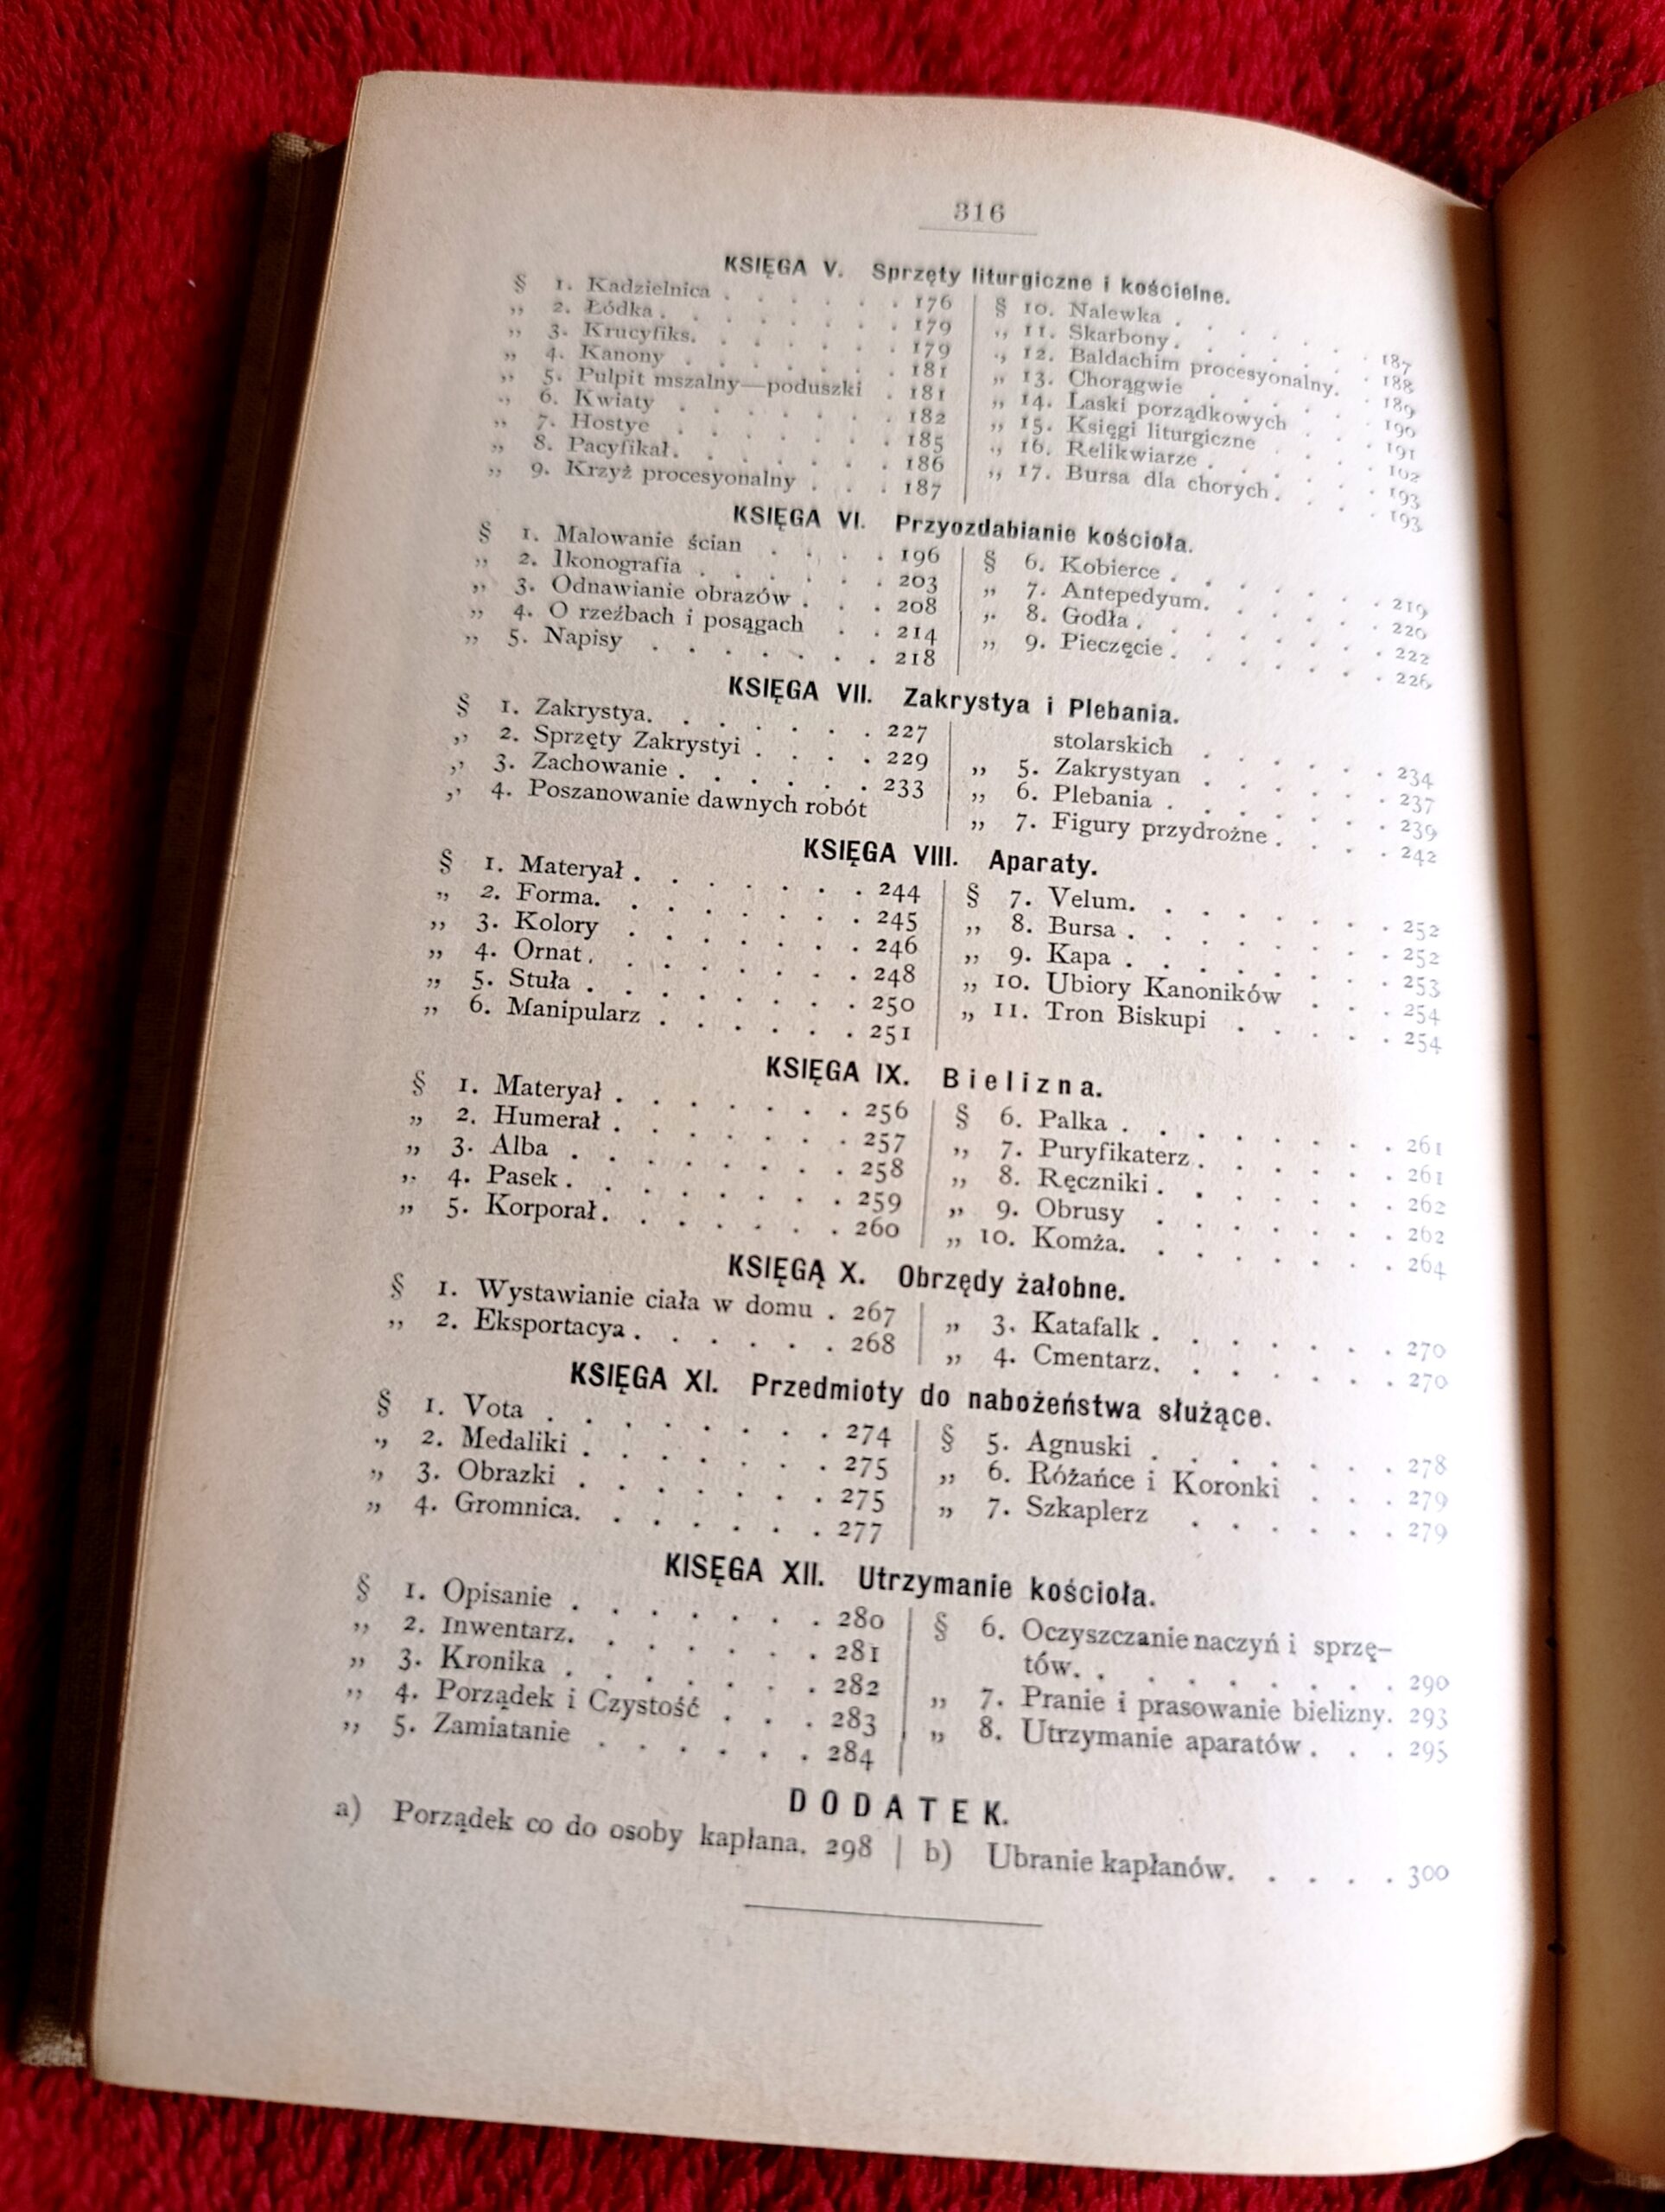 316
KSIĘGA V. Sprzęty liturgiczne i kościelne.
§ 1. Kadzielnica . . . . . . 176
„ 2. Łódka . . . . . . . 179
„ 3. Krucyfiks. . . . . . . 179
„ 4. Kanony . . . . . . . 181
„ 5. Pulpit mszalny—poduszki . 181
„ 6. Kwiaty . . . . . . . 182
„ 7. Hostye . . . . . . . 185
„ 8. Pacyfikał. . . . . . . 186
„ 9. Krzyż procesyonalny . . . 187
§ 10. Nalewka . . . . . . . 187
„ 11. Skarbony . . . . . . . 188
„ 12. Baldachim procesyonalny. . 189
„ 13. Chorągwie . . . . . . 190
„ 14. Laski porządkowych . . . 191
„ 15. Księgi liturgiczne . . . . 192
„ 16. Relikwiarze . . . . . . 193
„ 17. Bursa dla chorych . . . . 193
KSIĘGA VI. Przyozdabianie kościoła.
§ 1. Malowanie ścian . . . . 196
„ 2. Ikonografia . . . . . . 203
„ 3. Odnawianie obrazów . . . 208
„ 4. O rzeźbach i posągach . . 214
„ 5. Napisy . . . . . . . 218
§ 6. Kobierce . . . . . . . 219
„ 7. Antepedyum. . . . . . 220
„ 8. Godła . . . . . . . . 222
„ 9. Pieczęcie . . . . . . . 226
KSIĘGA VII. Zakrystya i Plebania.
§ 1. Zakrystya. . . . . . . 227
„ 2. Sprzęty Zakrystyi . . . . 229
„ 3. Zachowanie . . . . . . 233
„ 4. Poszanowanie dawnych robót
stolarskich . . . . . . 234
„ 5. Zakrystyan . . . . . . 237
„ 6. Plebania . . . . . . . 239
„ 7. Figury przydrożne . . . . 242
KSIĘGA VIII. Aparaty.
§ 1. Materyał . . . . . . . 244
„ 2. Forma. . . . . . . . 245
„ 3. Kolory . . . . . . . 246
„ 4. Ornat. . . . . . . . 248
„ 5. Stuła . . . . . . . . 250
„ 6. Manipularz . . . . . . 251
§ 7. Velum. . . . . . . . 252
„ 8. Bursa . . . . . . . . 252
„ 9. Kapa . . . . . . . . 253
„ 10. Ubiory Kanoników . . . 254
„ 11. Tron Biskupi . . . . . 254
KSIĘGA IX. Bielizna.
§ 1. Materyał . . . . . . . 256
„ 2. Humerał . . . . . . . 257
„ 3. Alba . . . . . . . . 258
„ 4. Pasek . . . . . . . . 259
„ 5. Korporał. . . . . . . 260
§ 6. Palka . . . . . . . . 261
„ 7. Puryfikaterz . . . . . . 261
„ 8. Ręczniki . . . . . . . 262
„ 9. Obrusy . . . . . . . 262
„ 10. Komża. . . . . . . . 264
KSIĘGĄ X. Obrzędy żałobne.
§ 1. Wystawianie ciała w domu . 267
„ 2. Eksportacya . . . . . . 268
„ 3. Katafalk . . . . . . . 270
„ 4. Cmentarz. . . . . . . 270
KSIĘGA XI. Przedmioty do nabożeństwa służące.
§ 1. Vota . . . . . . . . 274
„ 2. Medaliki . . . . . . . 275
„ 3. Obrazki . . . . . . . 275
„ 4. Gromnica. . . . . . . 277
§ 5. Agnuski . . . . . . . 278
„ 6. Różańce i Koronki . . . 279
„ 7. Szkaplerz . . . . . . 279
KISĘGA XII. Utrzymanie kościoła.
§ 1. Opisanie . . . . . . . 280
„ 2. Inwentarz. . . . . . . 281
„ 3. Kronika . . . . . . . 282
„ 4. Porządek i Czystość . . . 283
„ 5. Zamiatanie . . . . . . 284
§ 6. Oczyszczanie naczyń i sprzę-
tów. . . . . . . . . 290
„ 7. Pranie i prasowanie bielizny. 293
„ 8. Utrzymanie aparatów . . . 295
DODATEK.
a) Porządek co do osoby kapłana. 298
b) Ubranie kapłanów. . . . . 300